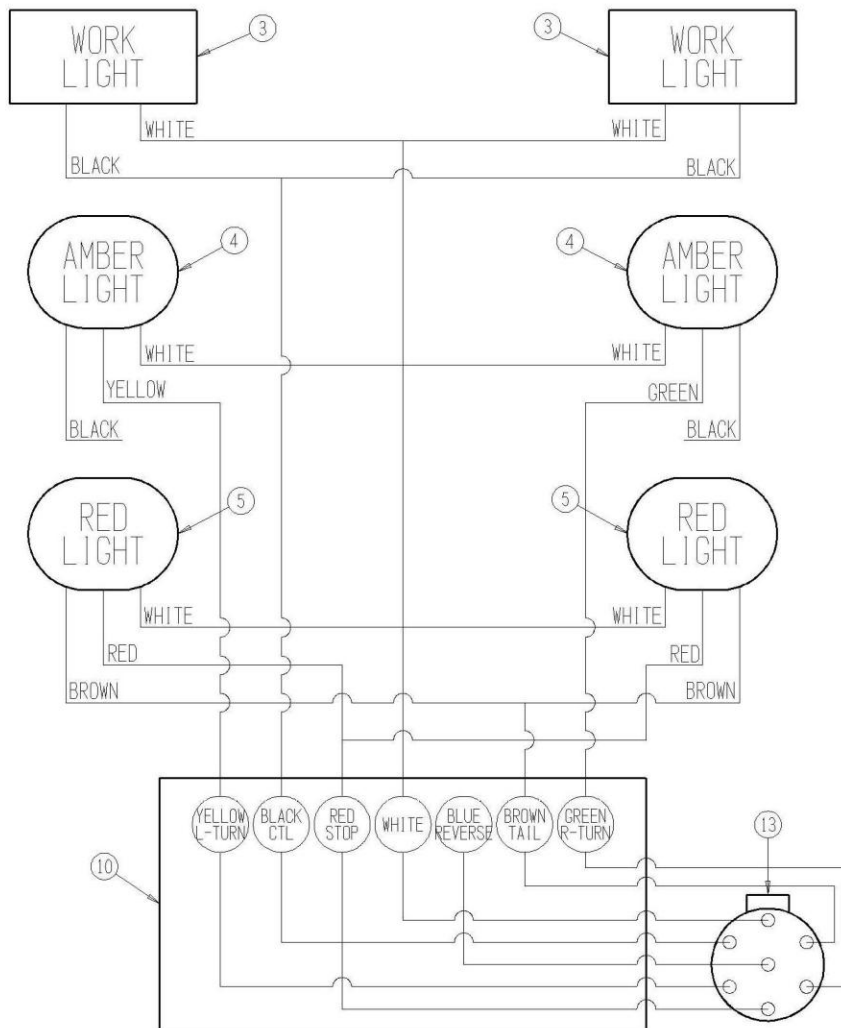 WORK
LIGHT
3
3
WORK
LIGHT
WHITE
WHITE
BLACK
BLACK
AMBER
LIGHT
4
4
AMBER
LIGHT
WHITE
WHITE
YELLOW
GREEN
BLACK
BLACK
RED
LIGHT
5
5
RED
LIGHT
WHITE
WHITE
RED
RED
BROWN
BROWN
YELLOW
L-TURN
BLACK
CTL
RED
STOP
WHITE
BLUE
REVERSE
BROWN
TAIL
GREEN
R-TURN
13
10